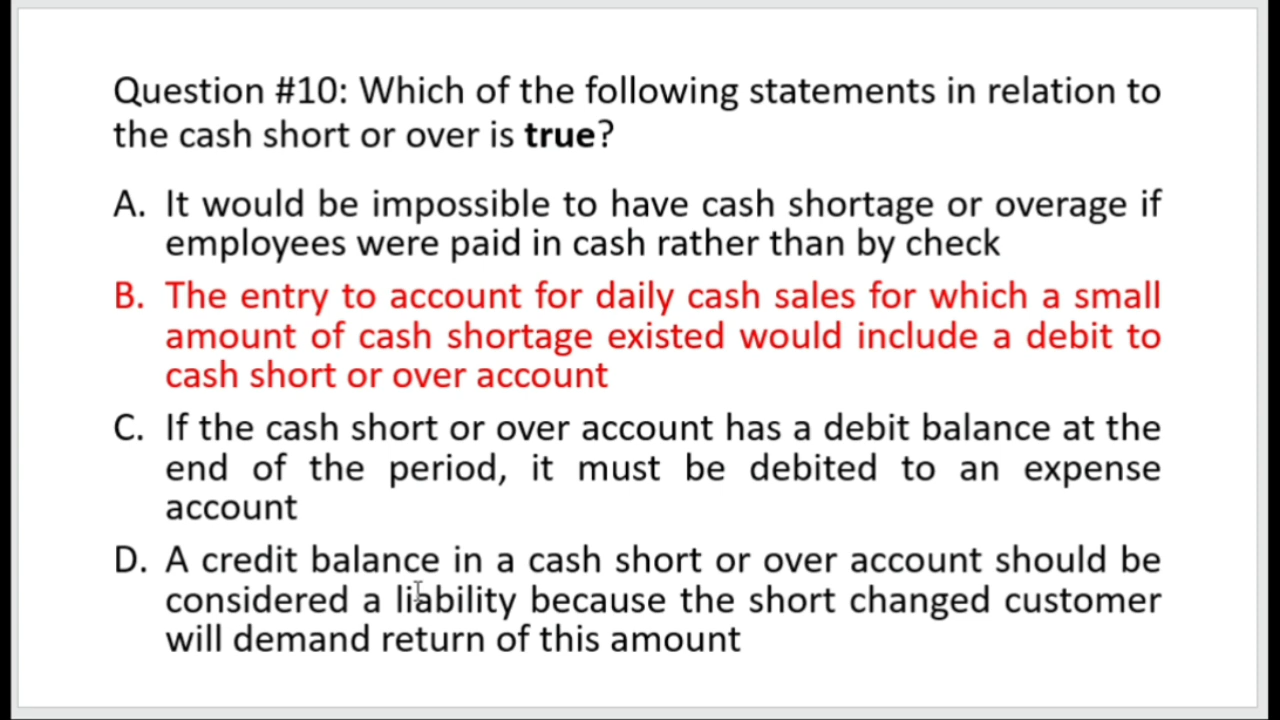 Question #10: Which of the following statements in relation to
the cash short or over is true?
A. It would be impossible to have cash shortage or overage if
employees were paid in cash rather than by check
B. The entry to account for daily cash sales for which a small
amount of cash shortage existed would include a debit to
cash short or over account
C. If the cash short or over account has a debit balance at the
end of the period, it must be debited to an expense
account
D. A credit balance in a cash short or over account should be
considered a liability because the short changed customer
will demand return of this amount